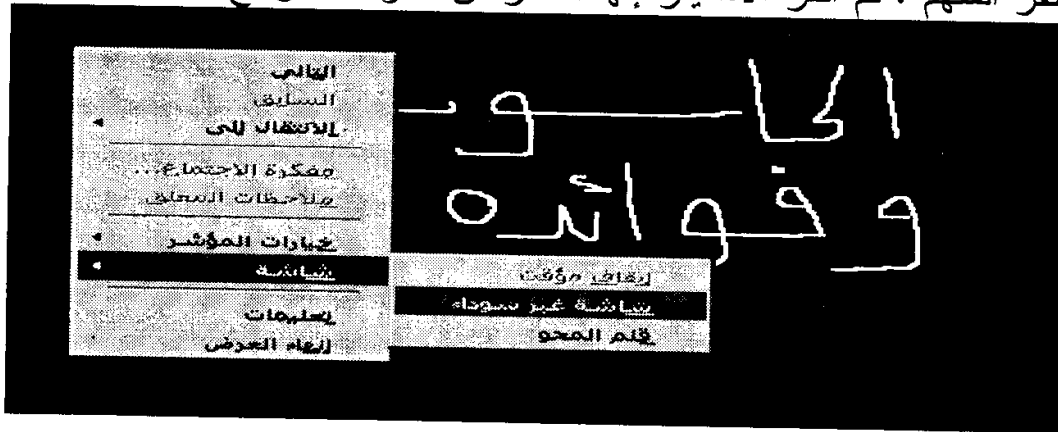 الحاسو
وفوائده
التالي
السابق
الانتقال إلى
مفكرة الاجتماع...
ملاحظات المعلق
خيارات المؤشر
شاشة
تعليمات
إنهاء العرض
إيقاف مؤقت
شاشة غير سوداء
قلم المحو